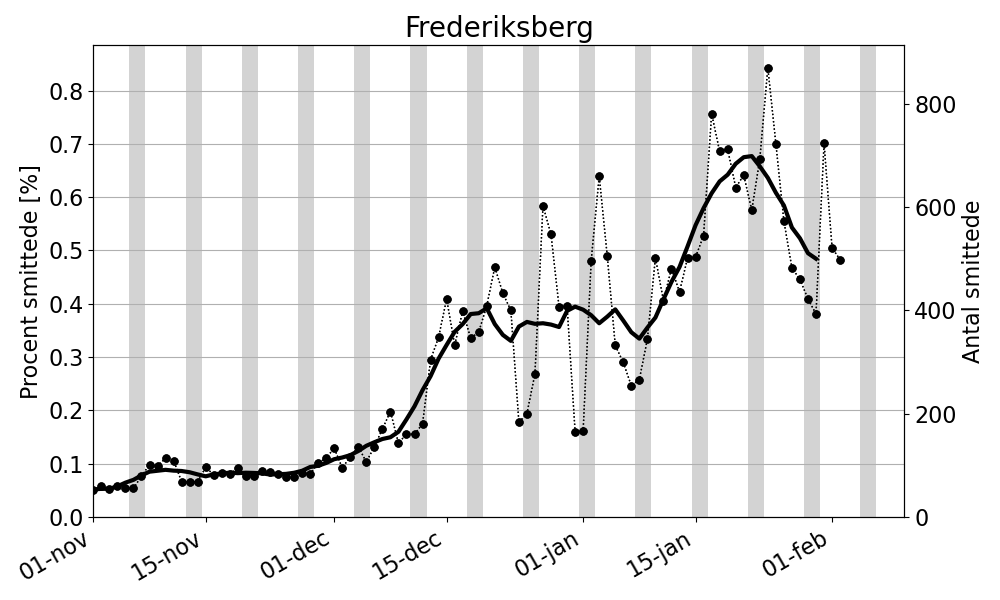 Frederiksberg
Procent smittede [%]
0.8
0.7
0.6
0.5
0.4
0.3
0.2
0.1
0.0
800
600
400
200
0
Antal smittede
01-nov
15-nov
01-dec
15-dec
01-jan
15-jan
01-feb